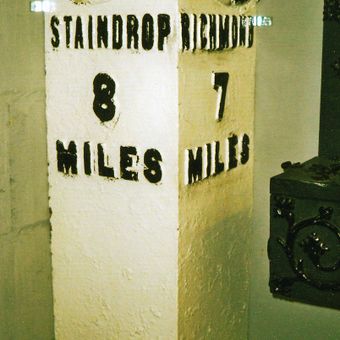 STAINDROP
8
MILES
RICHMOND
7
MILES